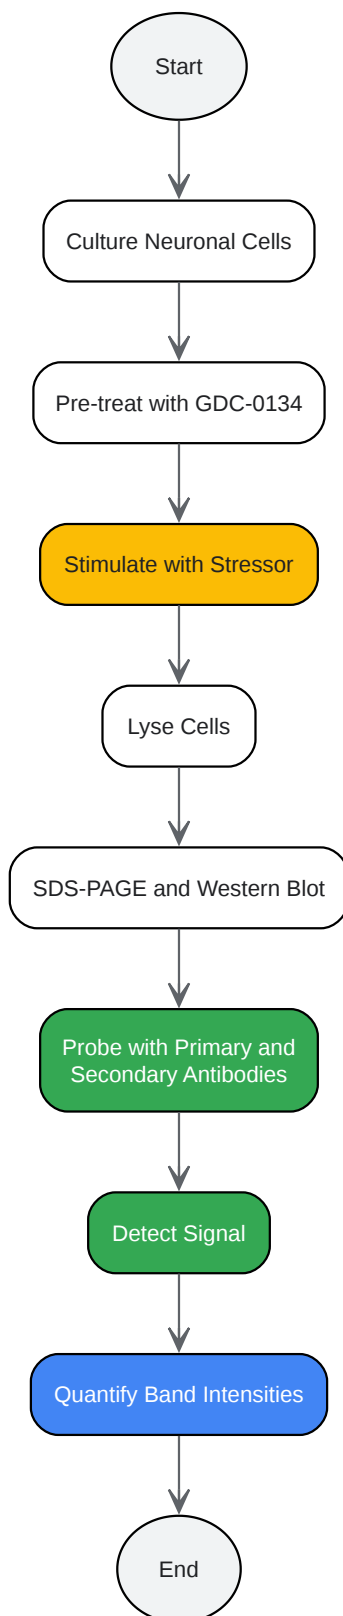 Start
Culture Neuronal Cells
Pre-treat with GDC-0134
Stimulate with Stressor
Lyse Cells
SDS-PAGE and Western Blot
Probe with Primary and
Secondary Antibodies
Detect Signal
Quantify Band Intensities
End